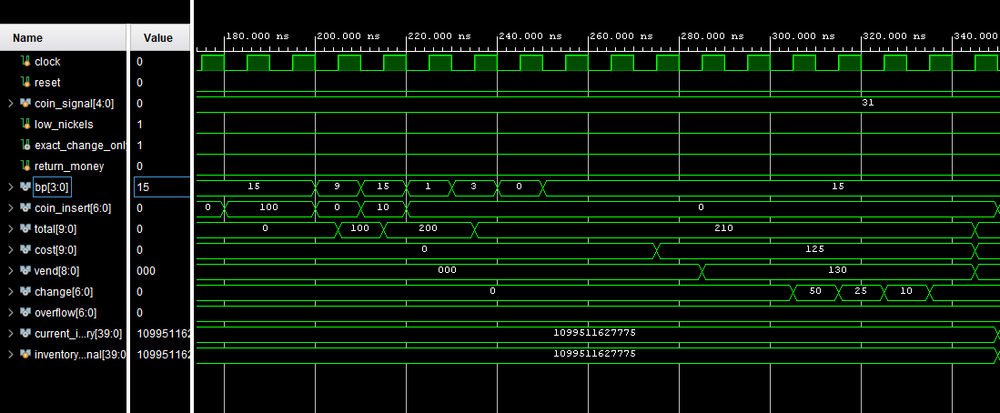 Name Value
180.000 ns 200.000 ns 220.000 ns 240.000 ns 260.000 ns 280.000 ns 300.000 ns 320.000 ns 340.000
clock 0
reset 0
coin_signal[4:0] 0 31
low_nickels 1
exact_change_onl 1
return_money 0
bp[3:0] 15 15 9 15 1 3 0 15
coin_insert[6:0] 0 0 100 0 10 0
total[9:0] 0 0 100 200 210
cost[9:0] 0 0 125
vend[8:0] 000 000 130
change[6:0] 0 0 50 25 10
overflow[6:0] 0
current_i...ry[39:0] 109951162 1099511627775
inventory...nal[39:0 109951162 1099511627775